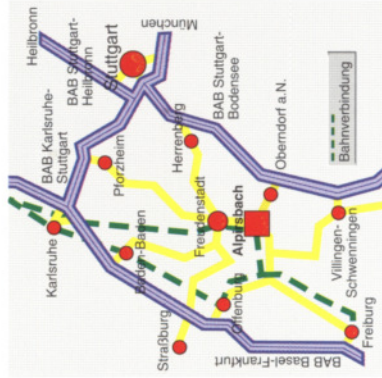 Heilbronn
München
BAB Stuttgart-
Heilbronn
Stuttgart
BAB Karlsruhe-
Stuttgart
Pforzheim
Herrenberg
BAB Stuttgart-
Bodensee
Oberndorf a.N.
Bahnverbindung
Karlsruhe
Baden-Baden
Freudenstadt
Alpirsbach
Villingen-
Schwenningen
Straßburg
Offenburg
Freiburg
BAB Basel-Frankfurt